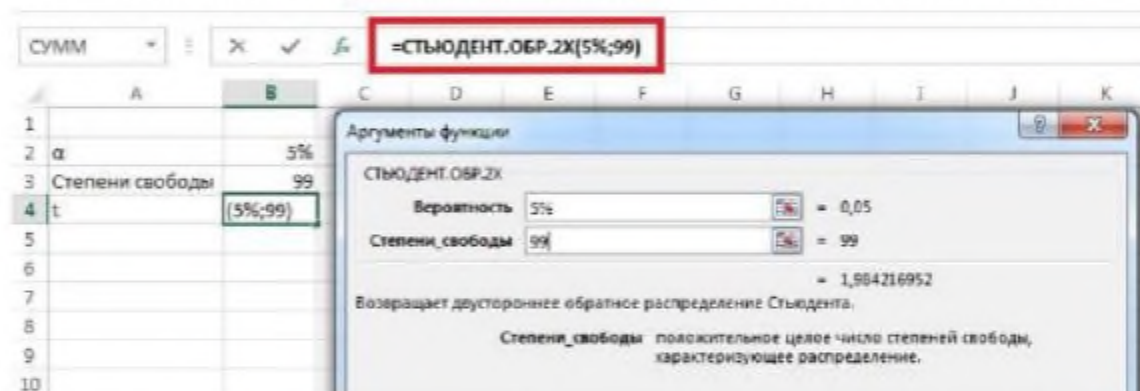 СУММ =СТЬЮДЕНТ.ОБР.2Х(5%;99)
A B C D E F G H I J K
1
2 α 5%
3 Степени свободы 99
4 t (5%;99)
5
6
7
8
9
10
Аргументы функции
СТЬЮДЕНТ.ОБР.2Х
Вероятность 5% = 0,05
Степени_свободы 99 = 99
= 1,984216952
Возвращает двустороннее обратное распределение Стьюдента.
Степени_свободы положительное целое число степеней свободы,
характеризующее распределение.